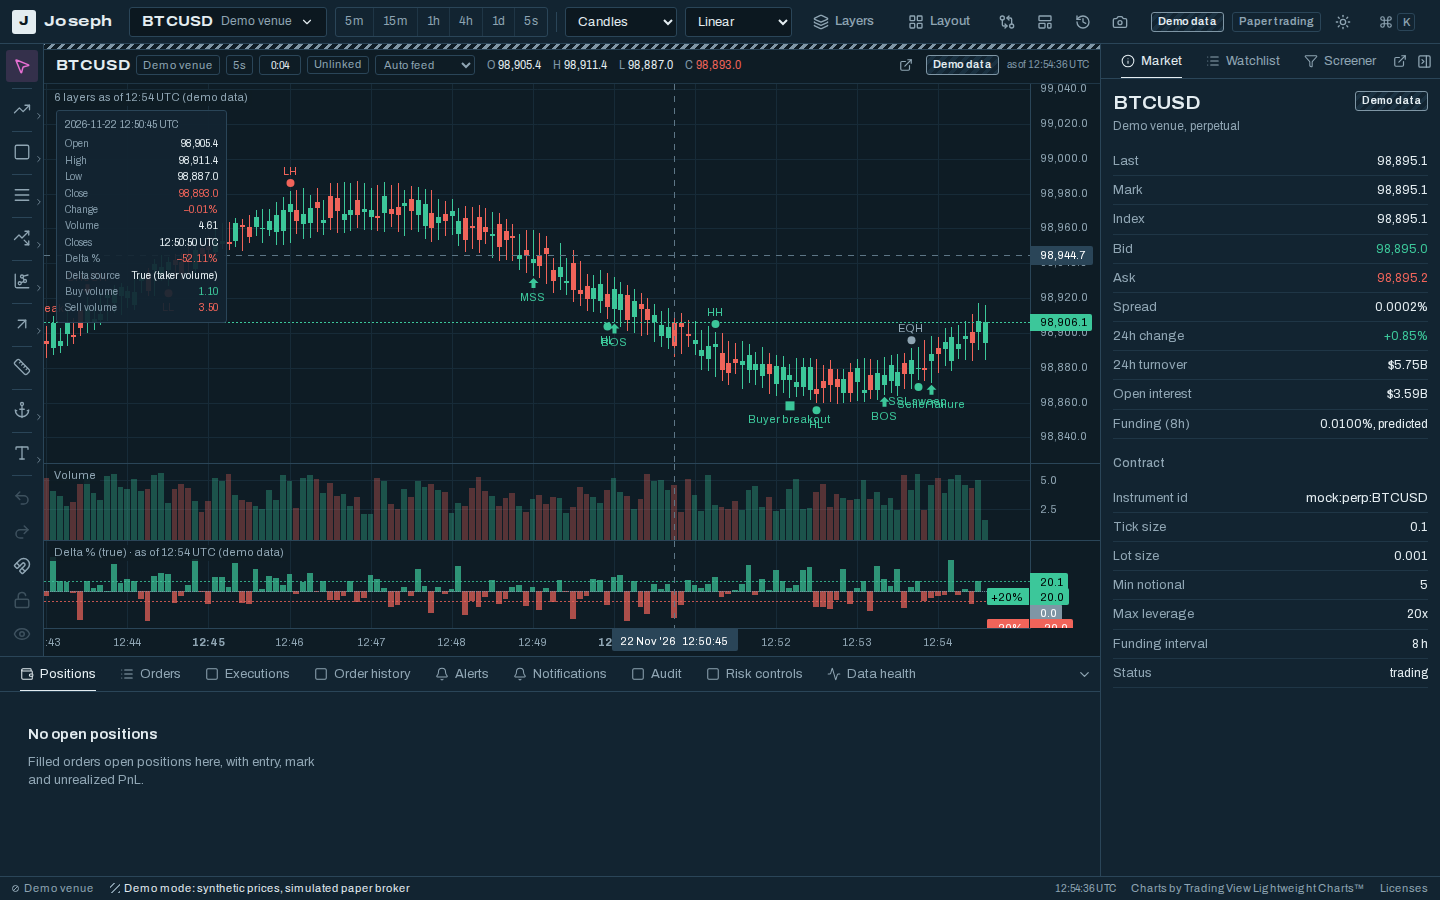 J Joseph BTCUSD Demo venue 5m 15m 1h 4h 1d 5s Candles Linear Layers Layout Demo data Paper trading ⌘ K
BTCUSD Demo venue 5s 0:04 Unlinked Auto feed O 98,905.4 H 98,911.4 L 98,887.0 C 98,893.0 Demo data as of 12:54:36 UTC
6 layers as of 12:54 UTC (demo data)
2026-11-22 12:50:45 UTC
Open 98,905.4
High 98,911.4
Low 98,887.0
Close 98,893.0
Change −0.01%
Volume 4.61
Closes 12:50:50 UTC
Delta % −52.11%
Delta source True (taker volume)
Buy volume 1.10
Sell volume 3.50
LH
MSS
BOS
HH
Buyer breakout
HL
EQH
BOS
SSL sweep
Seller failure
99,040.0
99,020.0
99,000.0
98,980.0
98,960.0
98,944.7
98,920.0
98,906.1
98,900.0
98,880.0
98,860.0
98,840.0
Volume
5.0
2.5
Delta % (true) · as of 12:54 UTC (demo data)
20.1
+20% 20.0
0.0
:43 12:44 12:45 12:46 12:47 12:48 12:49 22 Nov '26 12:50:45 12:52 12:53 12:54
Positions Orders Executions Order history Alerts Notifications Audit Risk controls Data health
No open positions
Filled orders open positions here, with entry, mark
and unrealized PnL.
Market Watchlist Screener
BTCUSD Demo data
Demo venue, perpetual
Last 98,895.1
Mark 98,895.1
Index 98,895.1
Bid 98,895.0
Ask 98,895.2
Spread 0.0002%
24h change +0.85%
24h turnover $5.75B
Open interest $3.59B
Funding (8h) 0.0100%, predicted
Contract
Instrument id mock:perp:BTCUSD
Tick size 0.1
Lot size 0.001
Min notional 5
Max leverage 20x
Funding interval 8 h
Status trading
Demo venue Demo mode: synthetic prices, simulated paper broker 12:54:36 UTC Charts by TradingView Lightweight Charts™ Licenses